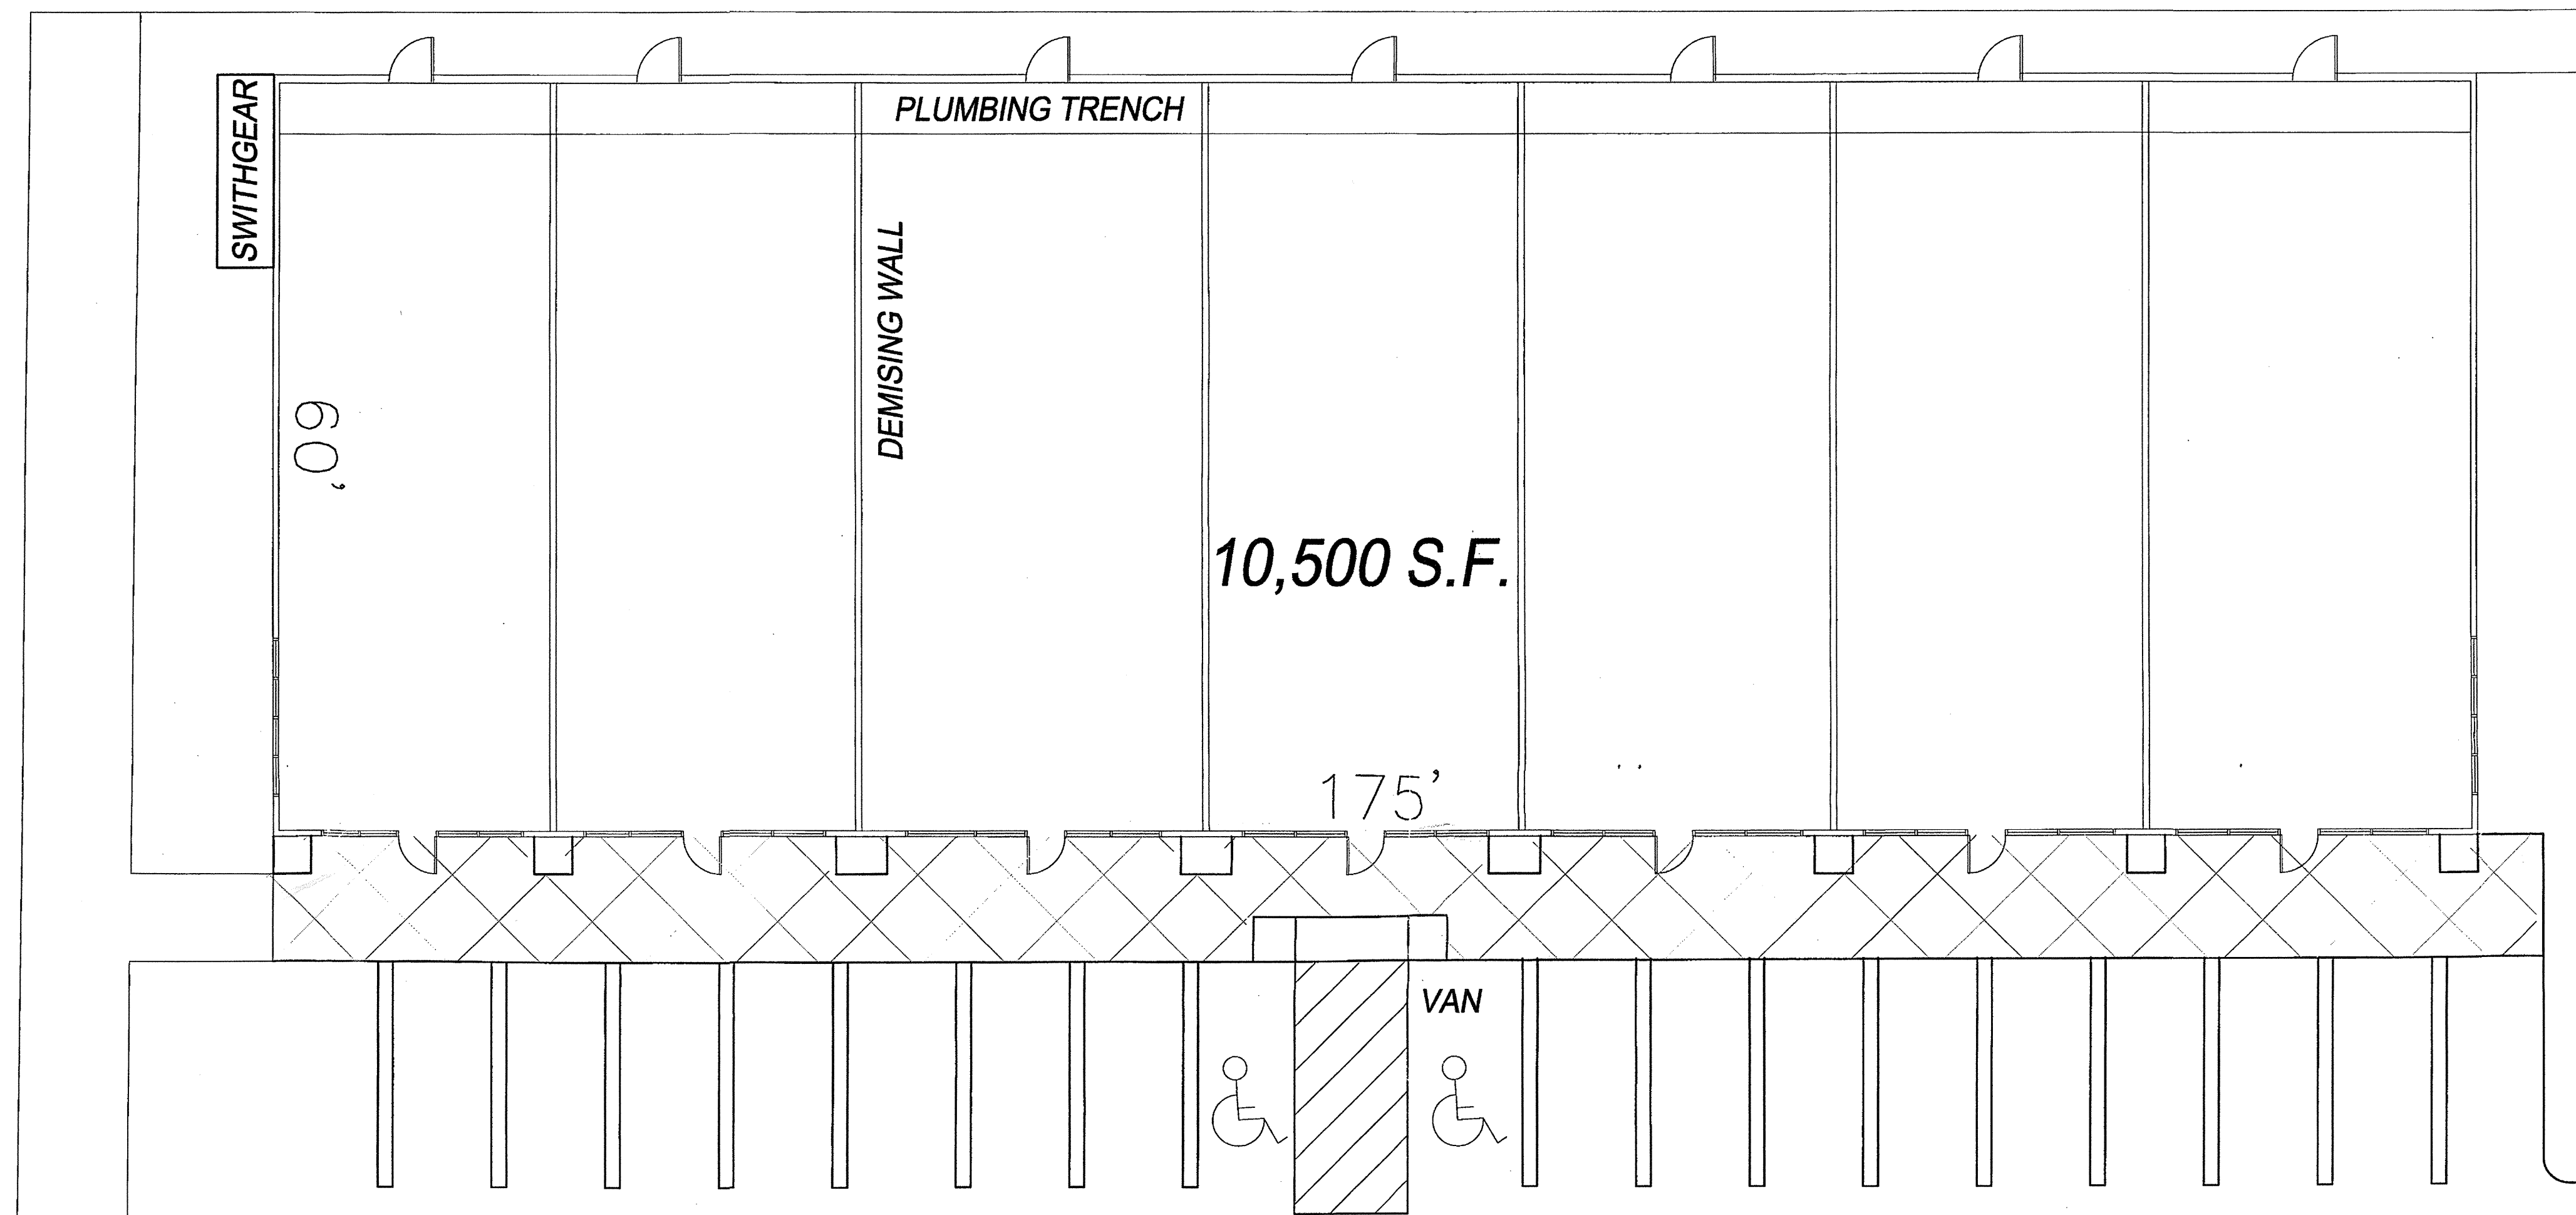 SWITHGEAR
PLUMBING TRENCH
DEMISING WALL
60'
10,500 S.F.
175'
VAN